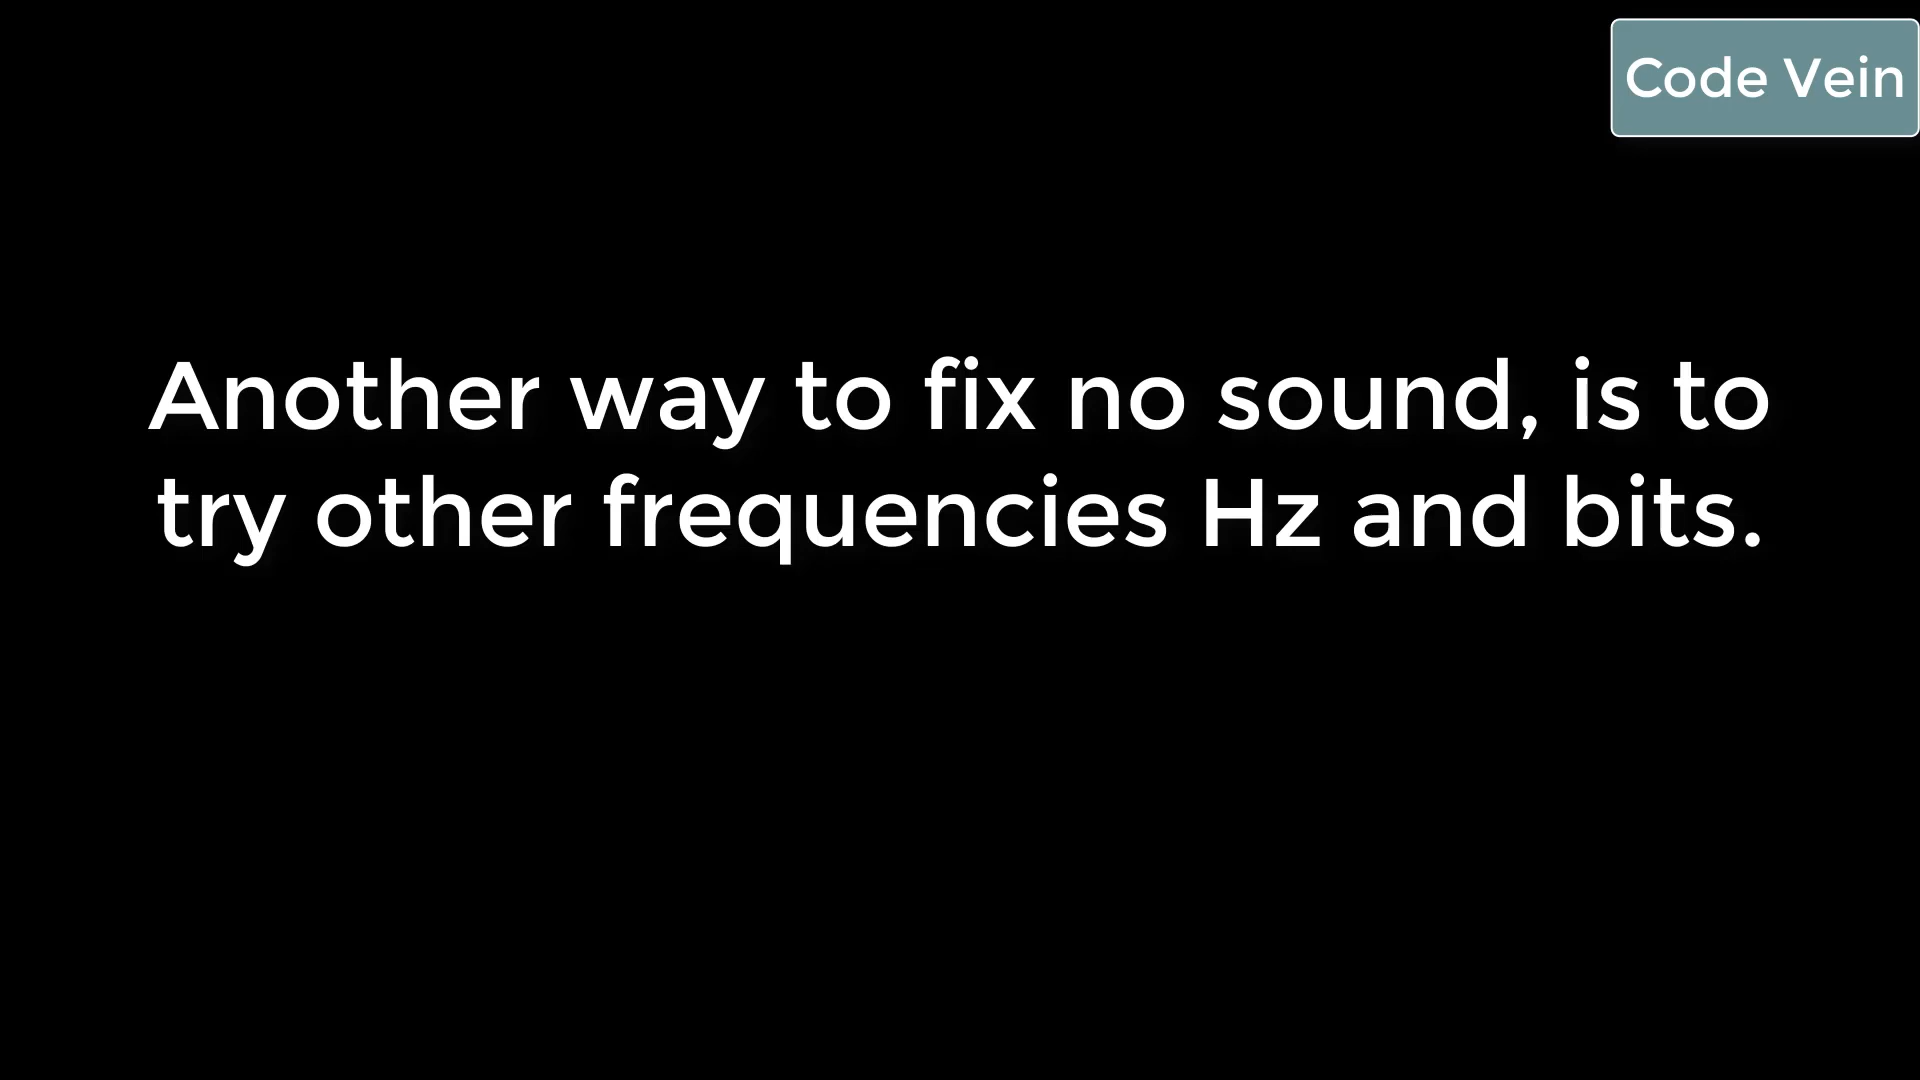 Code Vein
Another way to fix no sound, is to
try other frequencies Hz and bits.